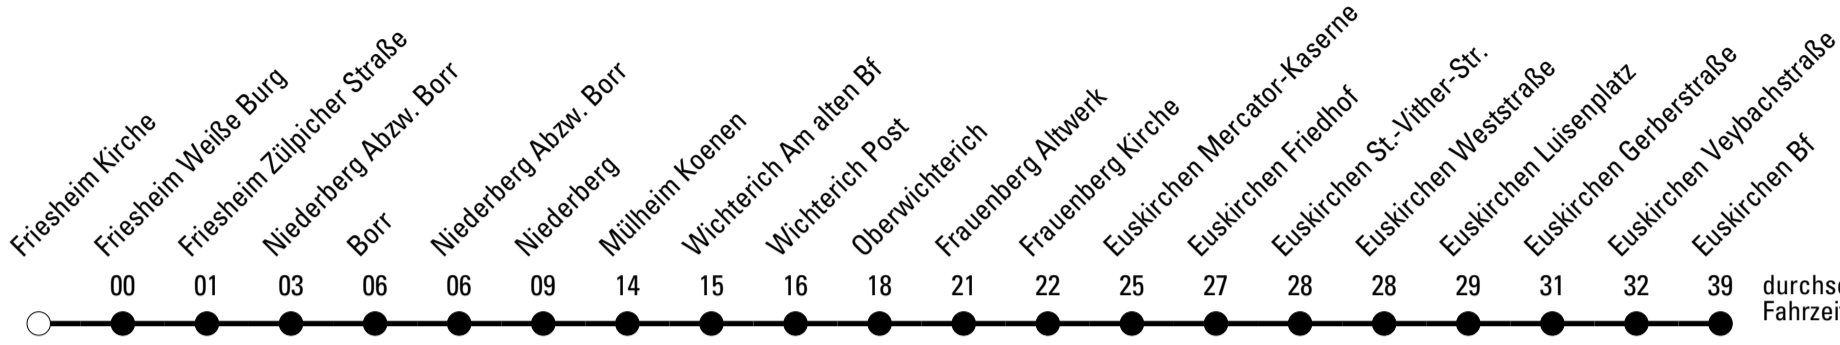 Friesheim Kirche
Friesheim Weiße Burg
Friesheim Zülpicher Straße
Niederberg Abzw. Borr
Borr
Niederberg Abzw. Borr
Niederberg
Mülheim Koenen
Wichterich Am alten Bf
Wichterich Post
Oberwichterich
Frauenberg Altwerk
Frauenberg Kirche
Euskirchen Mercator-Kaserne
Euskirchen Friedhof
Euskirchen St.-Vither-Str.
Euskirchen Weststraße
Euskirchen Luisenplatz
Euskirchen Gerberstraße
Euskirchen Veybachstraße
Euskirchen Bf
00 01 03 06 06 09 14 15 16 18 21 22 25 27 28 28 29 31 32 39